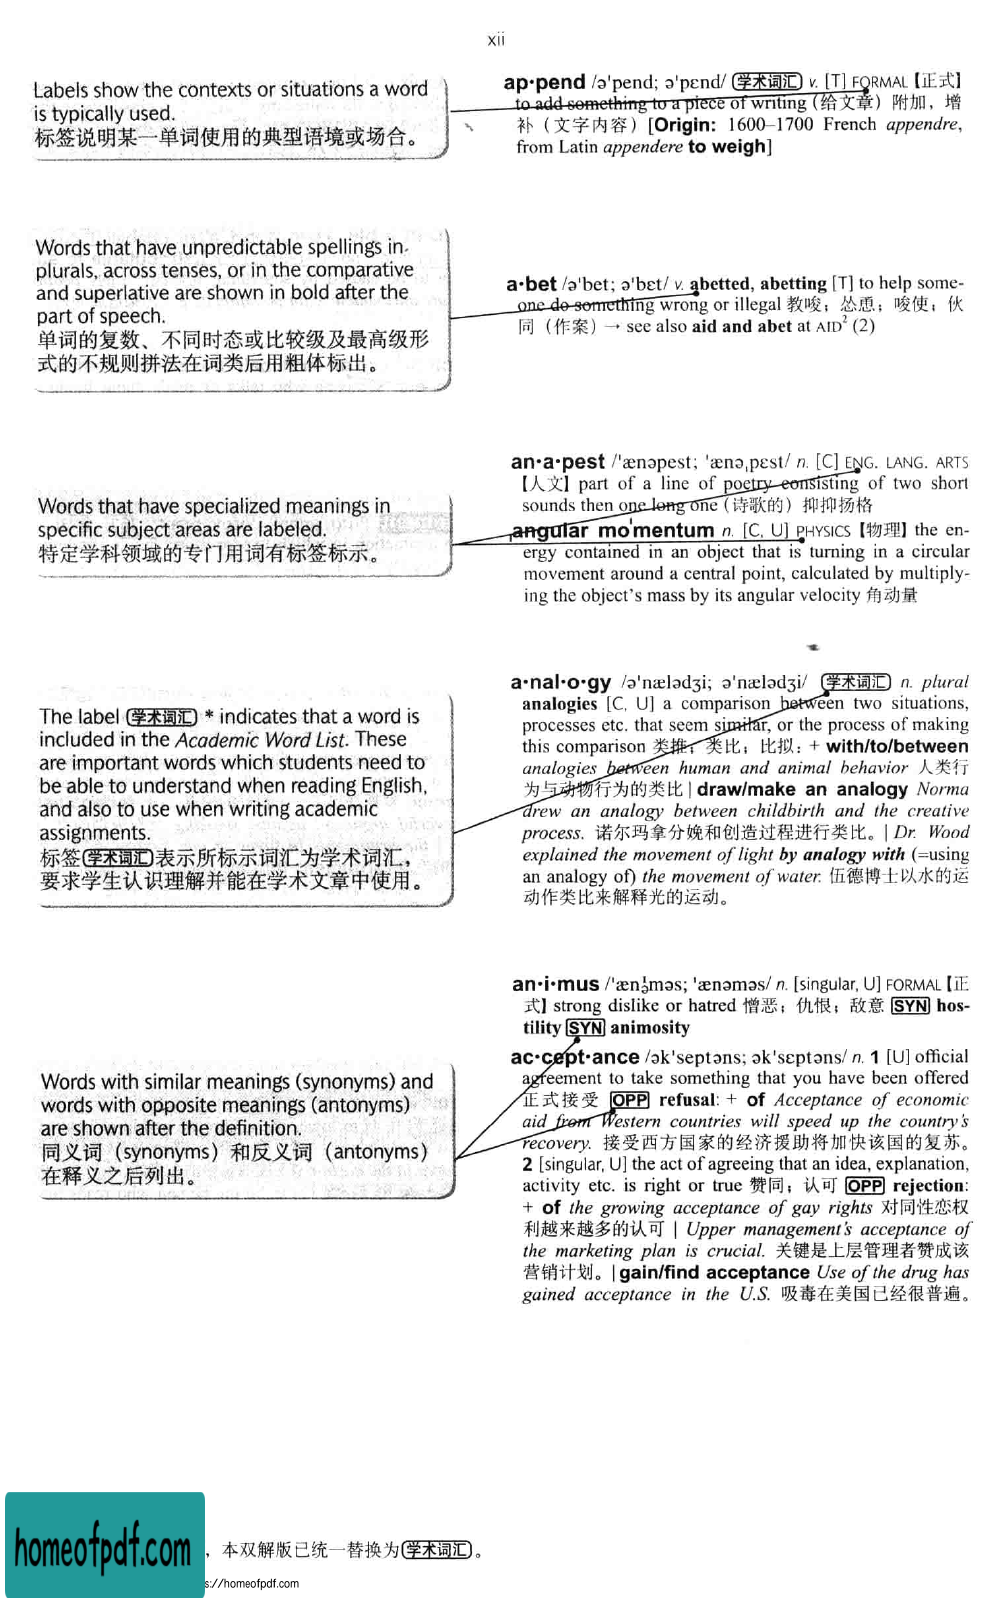 xii
Labels show the contexts or situations a word
is typically used.
标签说明某一单词使用的典型语境或场合。
ap·pend /ə'pend; ə'pɛnd/ 学术词汇 v. [T] FORMAL【正式】
to add something to a piece of writing (给文章) 附加，增
补（文字内容）[Origin: 1600–1700 French appendre,
from Latin appendere to weigh]
Words that have unpredictable spellings in
plurals, across tenses, or in the comparative
and superlative are shown in bold after the
part of speech.
单词的复数、不同时态或比较级及最高级形
式的不规则拼法在词类后用粗体标出。
a·bet /ə'bet; ə'bɛt/ v. abetted, abetting [T] to help some-
one do something wrong or illegal 教唆；怂恿；唆使；伙
同（作案）→ see also aid and abet at AID² (2)
Words that have specialized meanings in
specific subject areas are labeled.
特定学科领域的专门用词有标签标示。
an·a·pest /'ænəpest; 'ænə,pɛst/ n. [C] ENG. LANG. ARTS
【人文】part of a line of poetry consisting of two short
sounds then one long one (诗歌的) 抑抑扬格
,angular mo'mentum n. [C, U] PHYSICS【物理】the en-
ergy contained in an object that is turning in a circular
movement around a central point, calculated by multiply-
ing the object's mass by its angular velocity 角动量
The label 学术词汇 * indicates that a word is
included in the Academic Word List. These
are important words which students need to
be able to understand when reading English,
and also to use when writing academic
assignments.
标签学术词汇表示所标示词汇为学术词汇，
要求学生认识理解并能在学术文章中使用。
a·nal·o·gy /ə'nælədʒi; ə'nælədʒi/ 学术词汇 n. plural
analogies [C, U] a comparison between two situations,
processes etc. that seem similar, or the process of making
this comparison 类推；类比；比拟：+ with/to/between
analogies between human and animal behavior 人类行
为与动物行为的类比 | draw/make an analogy Norma
drew an analogy between childbirth and the creative
process. 诺尔玛拿分娩和创造过程进行类比。| Dr. Wood
explained the movement of light by analogy with (=using
an analogy of) the movement of water. 伍德博士以水的运
动作类比来解释光的运动。
Words with similar meanings (synonyms) and
words with opposite meanings (antonyms)
are shown after the definition.
同义词（synonyms）和反义词（antonyms）
在释义之后列出。
an·i·mus /'ænməs; 'ænəməs/ n. [singular, U] FORMAL【正
式】strong dislike or hatred 憎恶；仇恨；敌意 SYN hos-
tility SYN animosity
ac·cept·ance /ək'septəns; ək'sɛptəns/ n. 1 [U] official
agreement to take something that you have been offered
正式接受 OPP refusal: + of Acceptance of economic
aid from Western countries will speed up the country's
recovery. 接受西方国家的经济援助将加快该国的复苏。
2 [singular, U] the act of agreeing that an idea, explanation,
activity etc. is right or true 赞同；认可 OPP rejection:
+ of the growing acceptance of gay rights 对同性恋权
利越来越多的认可 | Upper management's acceptance of
the marketing plan is crucial. 关键是上层管理者赞成该
营销计划。| gain/find acceptance Use of the drug has
gained acceptance in the U.S. 吸毒在美国已经很普遍。
homeofpdf.com
，本双解版已统一替换为学术词汇。
s://homeofpdf.com